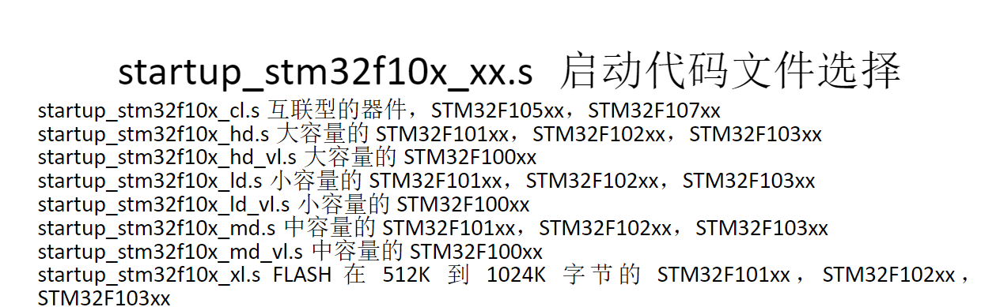 startup_stm32f10x_xx.s 启动代码文件选择
startup_stm32f10x_cl.s 互联型的器件，STM32F105xx，STM32F107xx
startup_stm32f10x_hd.s 大容量的 STM32F101xx，STM32F102xx，STM32F103xx
startup_stm32f10x_hd_vl.s 大容量的 STM32F100xx
startup_stm32f10x_ld.s 小容量的 STM32F101xx，STM32F102xx，STM32F103xx
startup_stm32f10x_ld_vl.s 小容量的 STM32F100xx
startup_stm32f10x_md.s 中容量的 STM32F101xx，STM32F102xx，STM32F103xx
startup_stm32f10x_md_vl.s 中容量的 STM32F100xx
startup_stm32f10x_xl.s FLASH 在 512K 到 1024K 字节的 STM32F101xx，STM32F102xx，
STM32F103xx